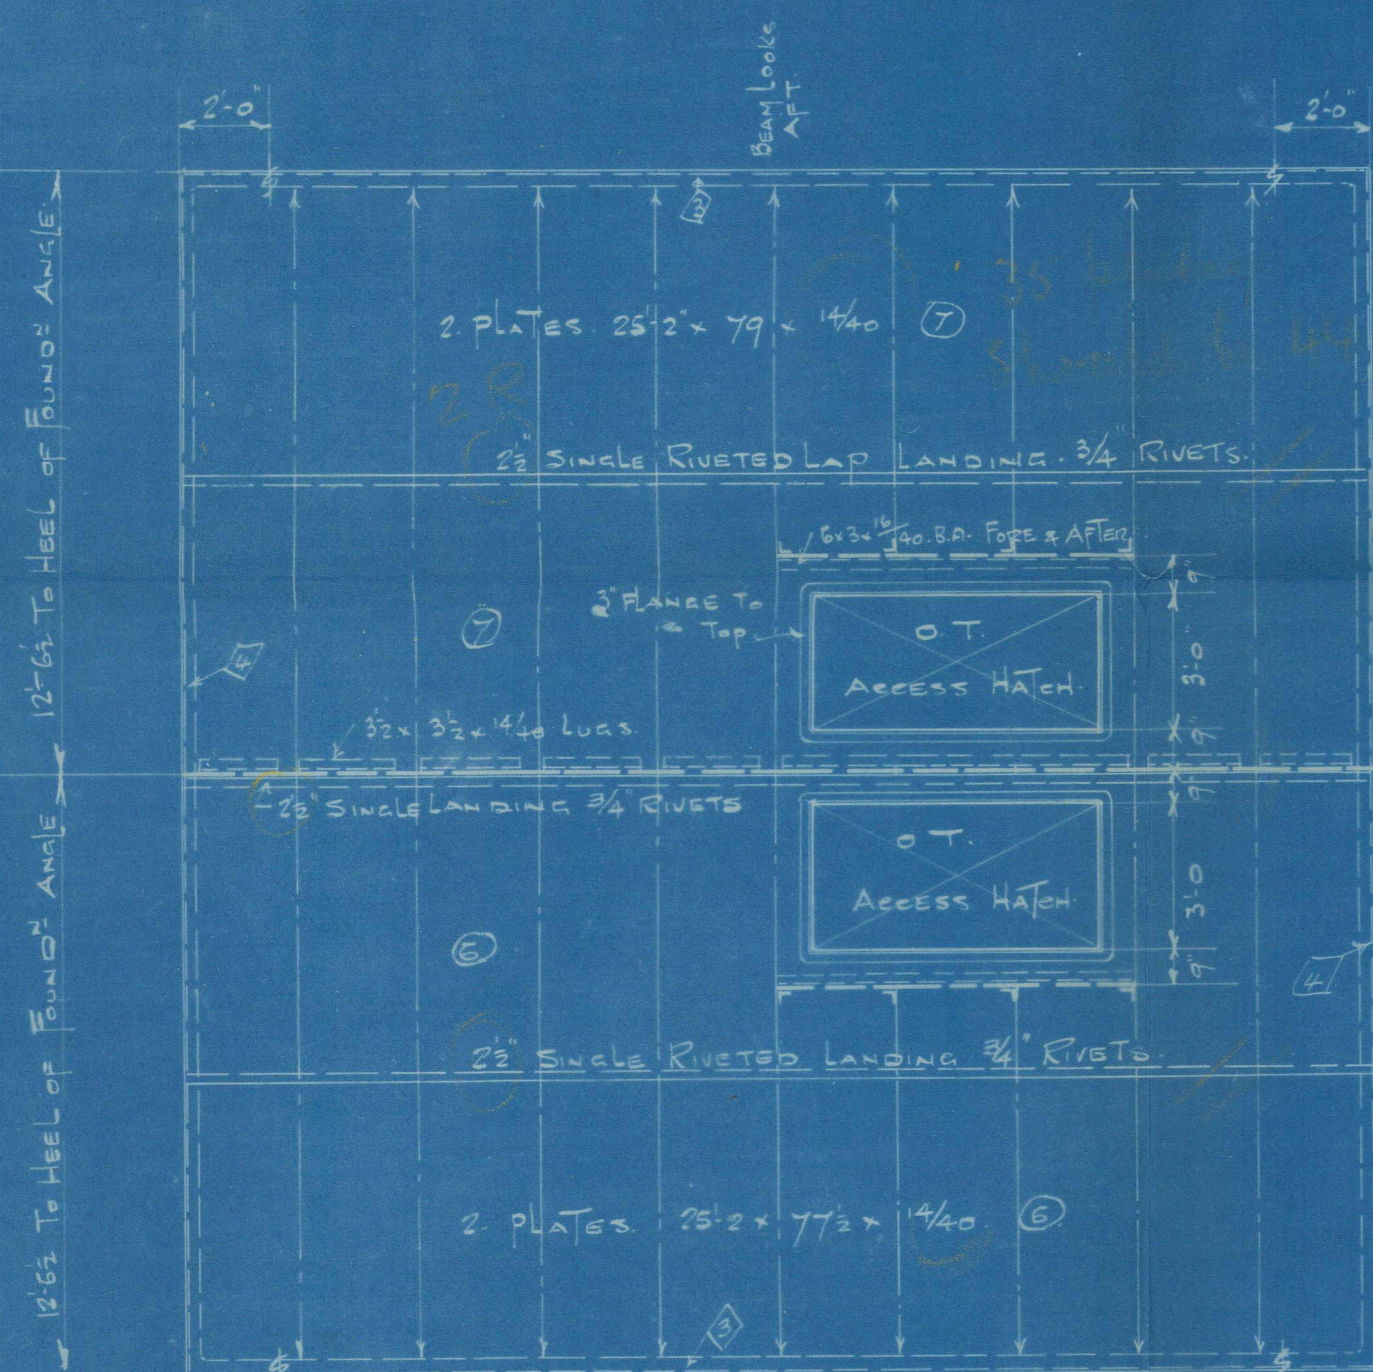 BEAM LOOKS
AFT.
2'-0"
2'-0"
3
2. PLATES. 25'-2" x 79 x 14/40 7
2 R
2½" SINGLE RIVETED LAP LANDING. 3/4" RIVETS.
6x3x16/40. B.A. FORE & AFTER
3" FLANGE TO
TOP
O.T.
ACCESS HATCH.
9"
3'-0"
9"
7
4
3½ x 3½ x 14/40 LUGS.
2½" SINGLE LANDING 3/4" RIVETS
O T.
ACCESS HATCH.
9"
3'-0
9"
6
4
2½" SINGLE RIVETED LANDING 3/4" RIVETS.
2. PLATES. 25'-2 x 77½ x 14/40. 6
3
12'-6½ TO HEEL OF FOUNDN ANGLE.
12'-6½ TO HEEL OF FOUNDN ANGLE